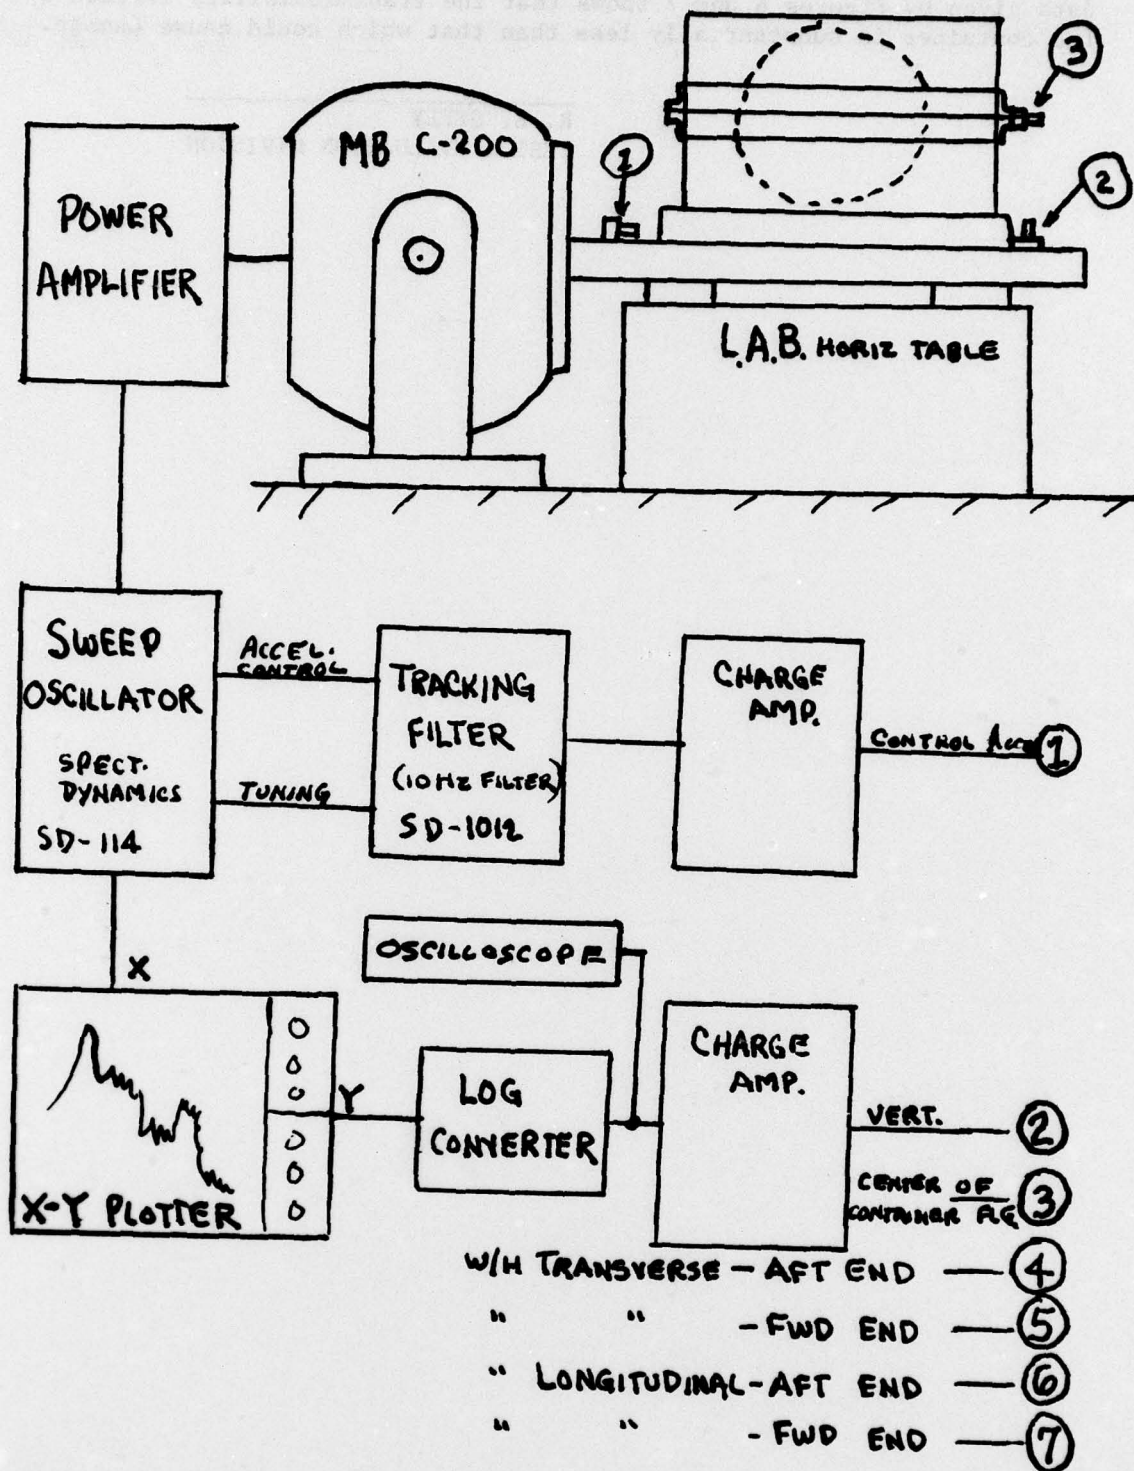 MB C-200
POWER
AMPLIFIER
1
3
2
L.A.B. HORIZ TABLE
SWEEP
OSCILLATOR
SPECT.
DYNAMICS
SD-114
ACCEL.
CONTROL
TUNING
TRACKING
FILTER
(10 HZ FILTER)
SD-1012
CHARGE
AMP.
CONTROL ACCEL
1
X
OSCILLOSCOPE
X-Y PLOTTER
Y
LOG
CONVERTER
CHARGE
AMP.
VERT.
2
CENTER OF
CONTAINER FLG
3
W/H TRANSVERSE - AFT END — 4
" " - FWD END — 5
" LONGITUDINAL - AFT END — 6
" " - FWD END — 7